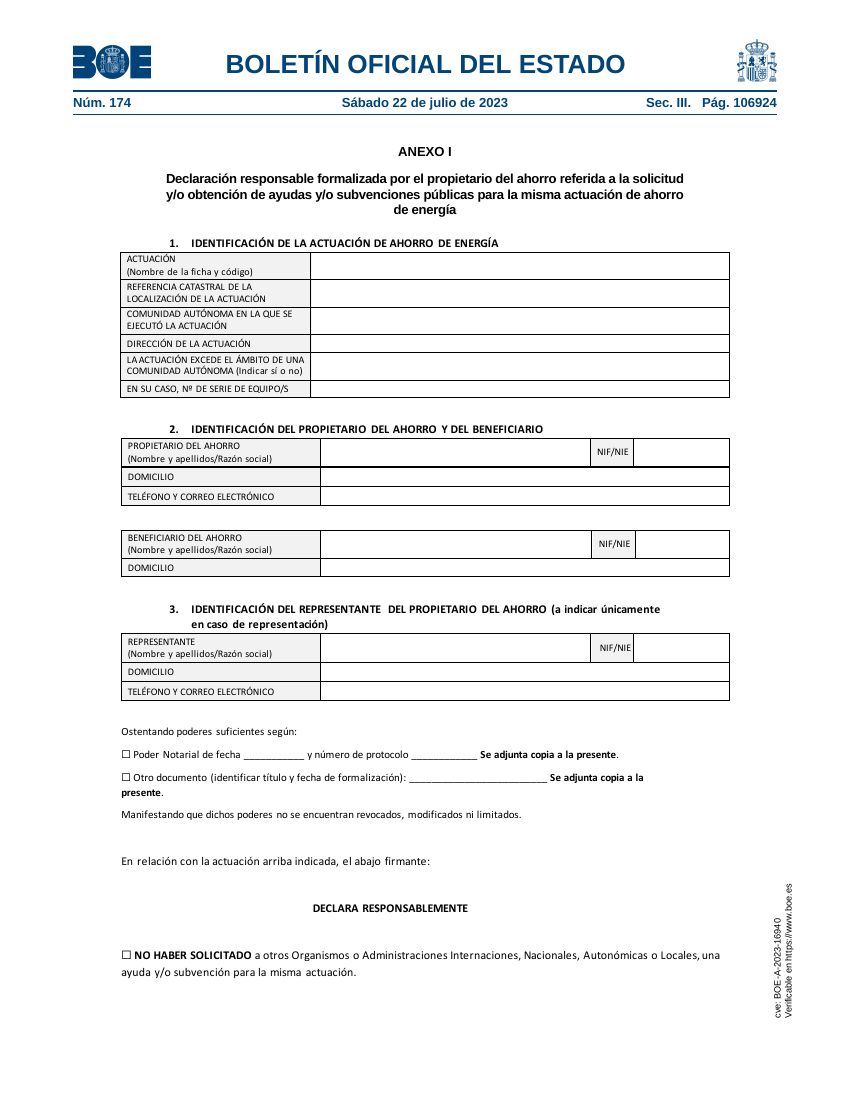 BOE
BOLETÍN OFICIAL DEL ESTADO
Núm. 174 Sábado 22 de julio de 2023 Sec. III. Pág. 106924
ANEXO I
Declaración responsable formalizada por el propietario del ahorro referida a la solicitud
y/o obtención de ayudas y/o subvenciones públicas para la misma actuación de ahorro
de energía
1. IDENTIFICACIÓN DE LA ACTUACIÓN DE AHORRO DE ENERGÍA
ACTUACIÓN
(Nombre de la ficha y código)
REFERENCIA CATASTRAL DE LA
LOCALIZACIÓN DE LA ACTUACIÓN
COMUNIDAD AUTÓNOMA EN LA QUE SE
EJECUTÓ LA ACTUACIÓN
DIRECCIÓN DE LA ACTUACIÓN
LA ACTUACIÓN EXCEDE EL ÁMBITO DE UNA
COMUNIDAD AUTÓNOMA (Indicar sí o no)
EN SU CASO, Nº DE SERIE DE EQUIPO/S
2. IDENTIFICACIÓN DEL PROPIETARIO DEL AHORRO Y DEL BENEFICIARIO
PROPIETARIO DEL AHORRO
(Nombre y apellidos/Razón social)
NIF/NIE
DOMICILIO
TELÉFONO Y CORREO ELECTRÓNICO
BENEFICIARIO DEL AHORRO
(Nombre y apellidos/Razón social)
NIF/NIE
DOMICILIO
3. IDENTIFICACIÓN DEL REPRESENTANTE DEL PROPIETARIO DEL AHORRO (a indicar únicamente
en caso de representación)
REPRESENTANTE
(Nombre y apellidos/Razón social)
NIF/NIE
DOMICILIO
TELÉFONO Y CORREO ELECTRÓNICO
Ostentando poderes suficientes según:
☐ Poder Notarial de fecha ___________ y número de protocolo ____________ Se adjunta copia a la presente.
☐ Otro documento (identificar título y fecha de formalización): _________________________ Se adjunta copia a la
presente.
Manifestando que dichos poderes no se encuentran revocados, modificados ni limitados.
En relación con la actuación arriba indicada, el abajo firmante:
DECLARA RESPONSABLEMENTE
☐ NO HABER SOLICITADO a otros Organismos o Administraciones Internaciones, Nacionales, Autonómicas o Locales, una
ayuda y/o subvención para la misma actuación.
cve: BOE-A-2023-16940
Verificable en https://www.boe.es